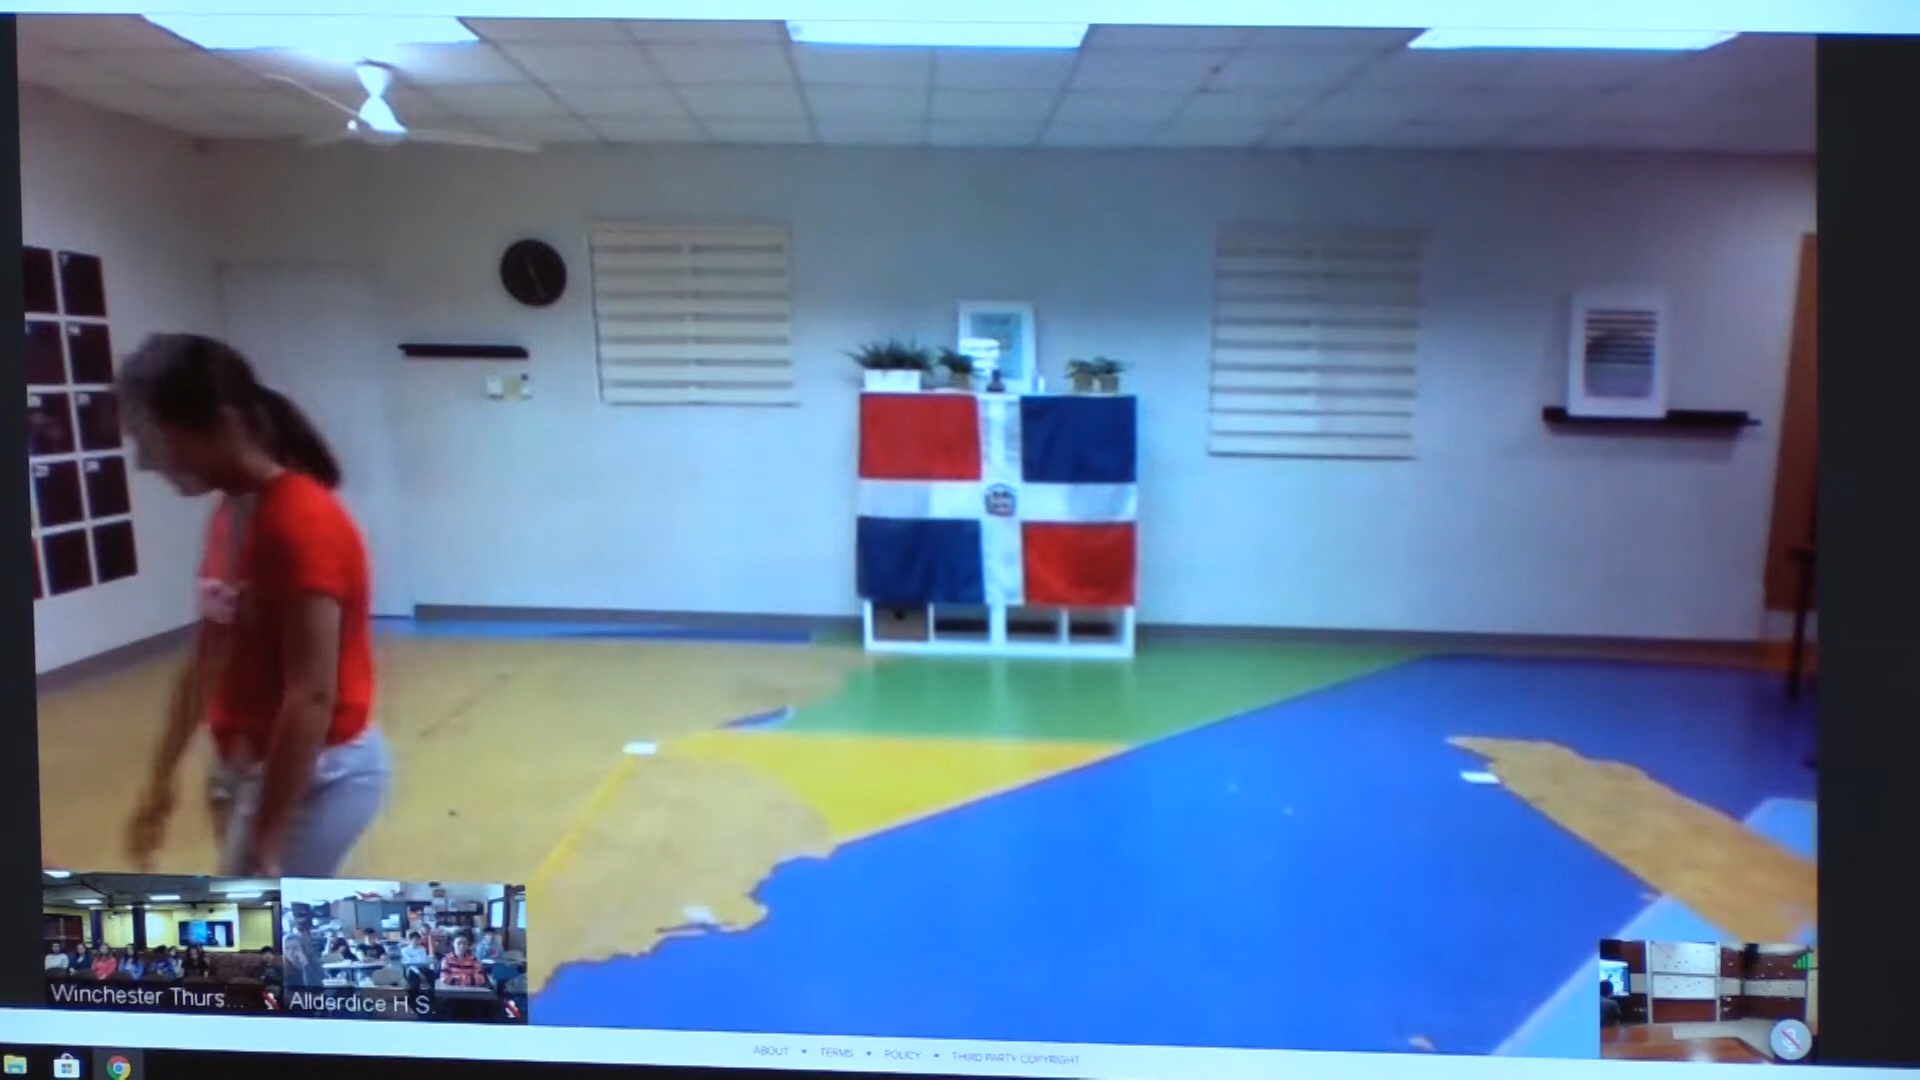 Winchester Thurs...
Allderdice H.S.
ABOUT • TERMS • POLICY • THIRD PARTY COPYRIGHT